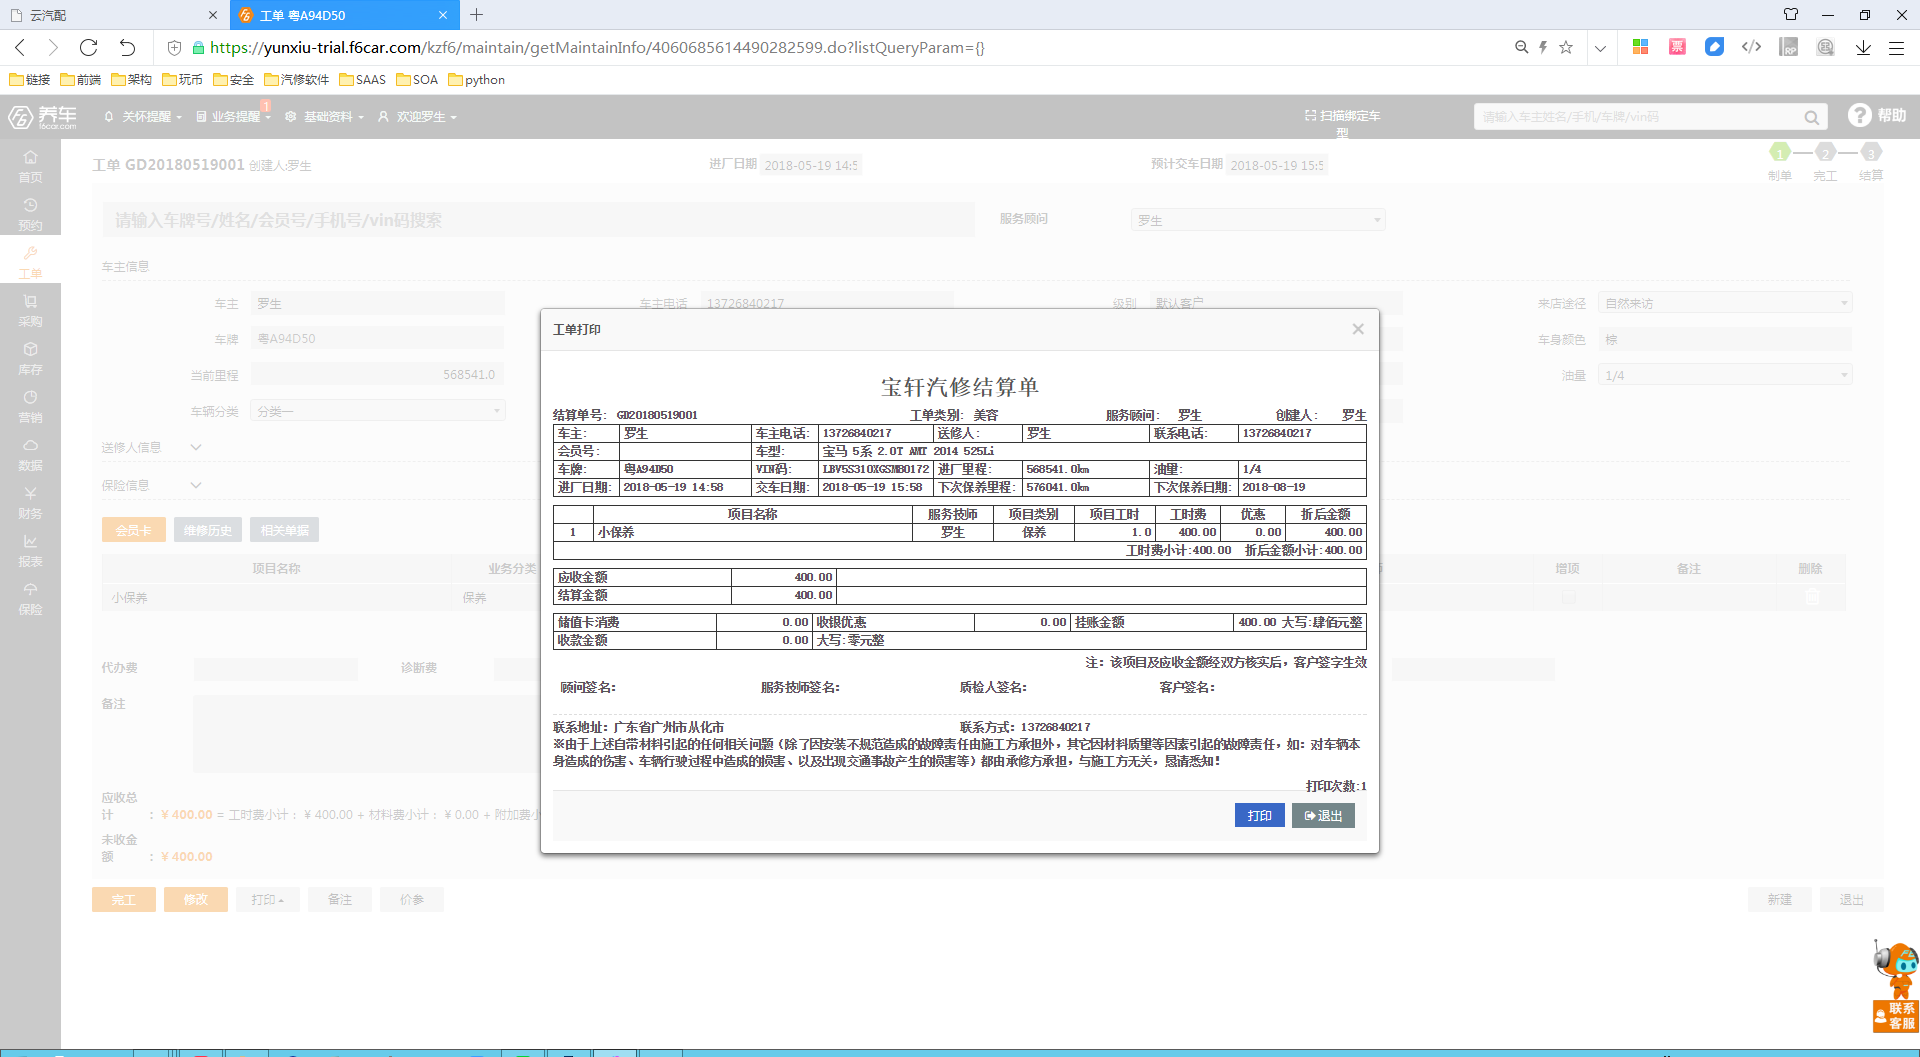 云汽配
工单 粤A94D50
https://yunxiu-trial.f6car.com/kzf6/maintain/getMaintainInfo/4060685614490282599.do?listQueryParam={}
链接 前端 架构 玩币 安全 汽修软件 SAAS SOA python
养车 f6car.com 关怀提醒 业务提醒 1 基础资料 欢迎罗生 扫描绑定车型 请输入车主姓名/手机/车牌/vin码 帮助
首页
预约
工单
采购
库存
营销
数据
财务
报表
保险
工单 GD20180519001 创建人:罗生 进厂日期 2018-05-19 14:5 预计交车日期 2018-05-19 15:5
1 2 3
制单 完工 结算
请输入车牌号/姓名/会员号/手机号/vin码搜索 服务顾问 罗生
车主信息
车主 罗生 车主电话 13726840217 级别 默认客户 来店途径 自然来访
车牌 粤A94D50 车身颜色 棕
当前里程 568541.0 油量 1/4
车辆分类 分类一
送修人信息
保险信息
会员卡 维修历史 相关单据
项目名称 业务分类 增项 备注 删除
小保养 保养
代办费 诊断费
备注
应收总计 : ¥ 400.00 = 工时费小计 : ¥ 400.00 + 材料费小计 : ¥ 0.00 + 附加费小
未收金额 : ¥ 400.00
完工 修改 打印 备注 价参 新建 退出
联系客服
工单打印
宝轩汽修结算单
结算单号: GD20180519001 工单类别: 美容 服务顾问: 罗生 创建人: 罗生
车主: 罗生 车主电话: 13726840217 送修人: 罗生 联系电话: 13726840217
会员号: 车型: 宝马 5系 2.0T AMT 2014 525Li
车牌: 粤A94D50 VIN码: LBV5S310XGSM80172 进厂里程: 568541.0km 油量: 1/4
进厂日期: 2018-05-19 14:58 交车日期: 2018-05-19 15:58 下次保养里程: 576041.0km 下次保养日期: 2018-08-19
项目名称 服务技师 项目类别 项目工时 工时费 优惠 折后金额
1 小保养 罗生 保养 1.0 400.00 0.00 400.00
工时费小计:400.00 折后金额小计:400.00
应收金额 400.00
结算金额 400.00
储值卡消费 0.00 收银优惠 0.00 挂账金额 400.00 大写:肆佰元整
收款金额 0.00 大写:零元整
注: 该项目及应收金额经双方核实后, 客户签字生效
顾问签名: 服务技师签名: 质检人签名: 客户签名:
联系地址: 广东省广州市从化市 联系方式: 13726840217
※由于上述自带材料引起的任何相关问题（除了因安装不规范造成的故障责任由施工方承担外, 其它因材料质量等因素引起的故障责任, 如: 对车辆本
身造成的伤害、车辆行驶过程中造成的损害、以及出现交通事故产生的损害等）都由承修方承担, 与施工方无关, 恳请悉知!
打印次数:1
打印 退出